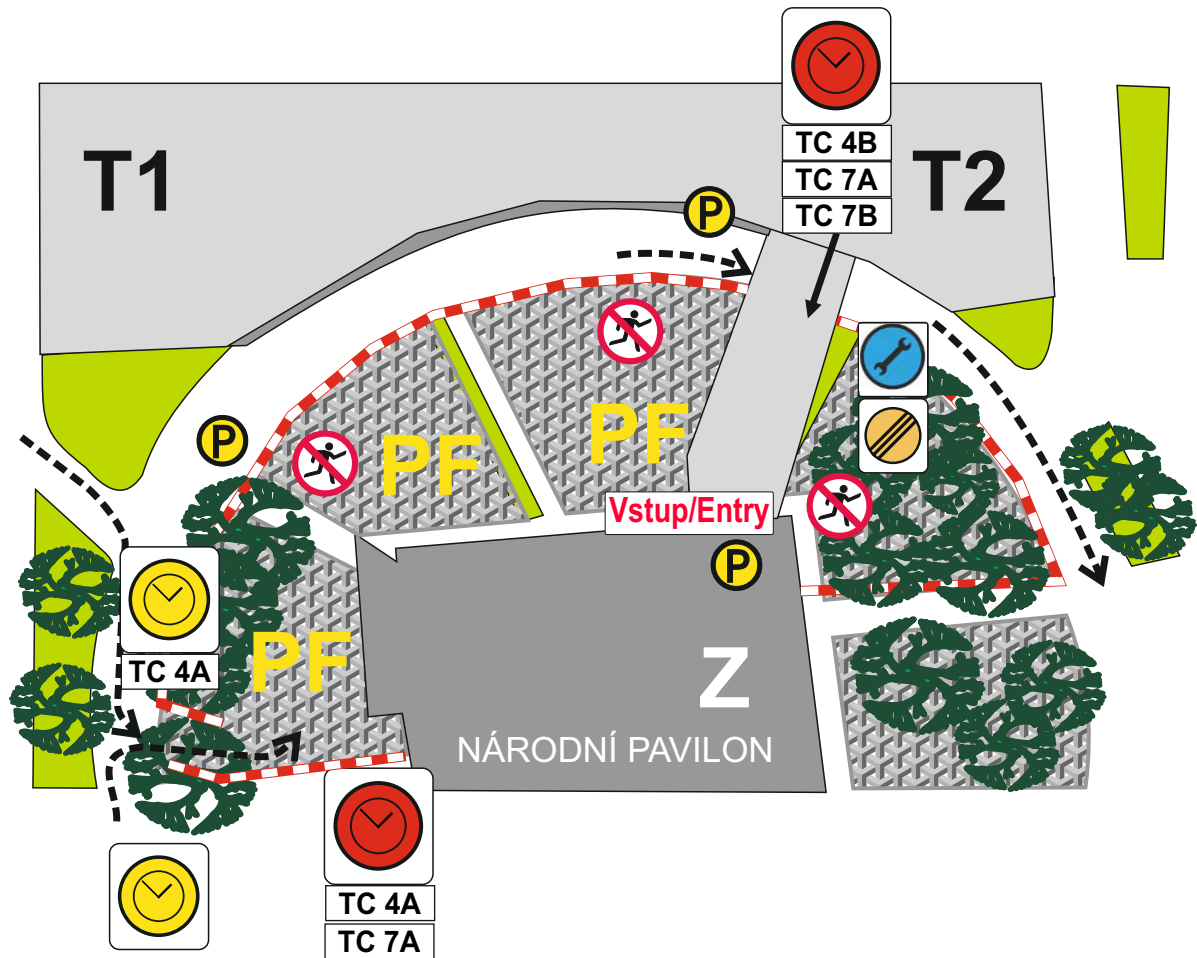 TC 4B
TC 7A
TC 7B
T1
T2
P
P
PF
PF
Vstup/Entry
P
TC 4A
PF
Z
NÁRODNÍ PAVILON
TC 4A
TC 7A